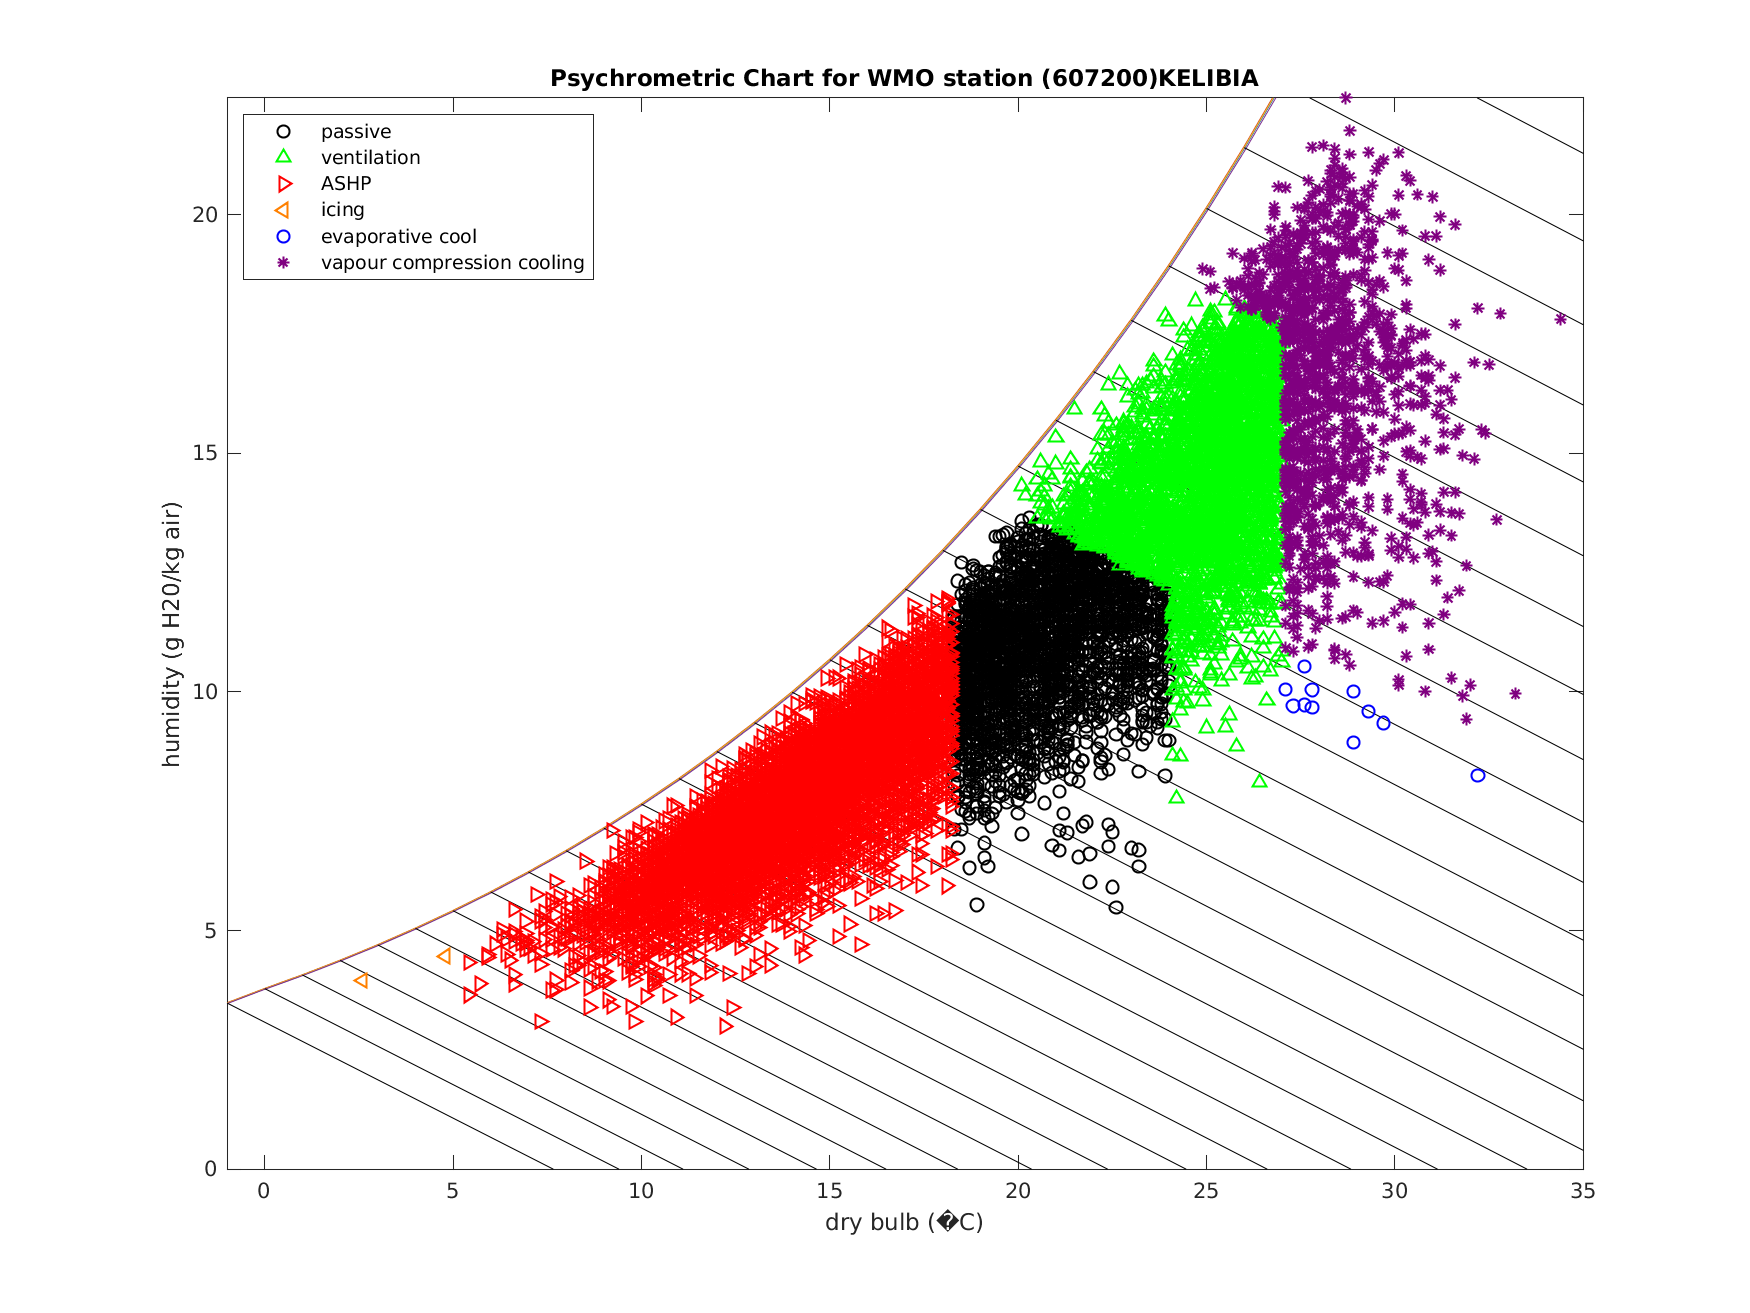 Psychrometric Chart for WMO station (607200)KELIBIA
passive
ventilation
ASHP
icing
evaporative cool
vapour compression cooling
humidity (g H20/kg air)
20
15
10
5
0
0 5 10 15 20 25 30 35
dry bulb (�C)